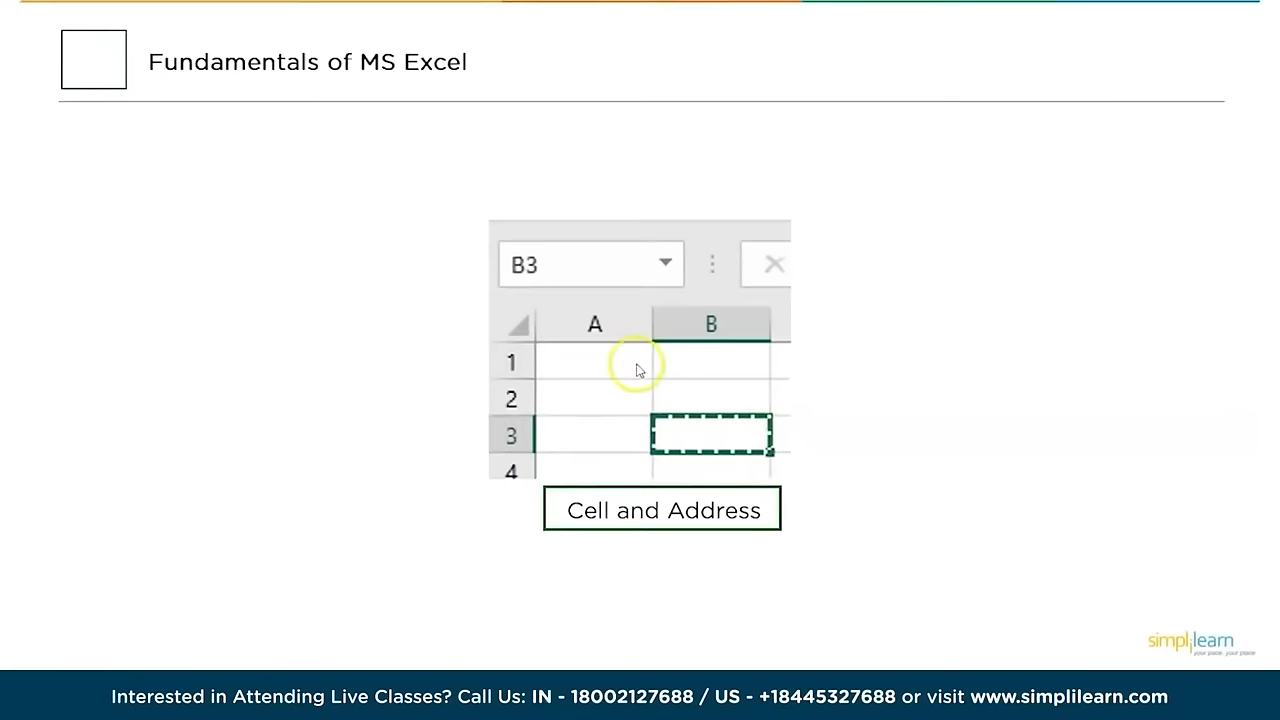 Fundamentals of MS Excel
B3
A B
1
2
3
4
Cell and Address
simplilearn
Interested in Attending Live Classes? Call Us: IN - 18002127688 / US - +18445327688 or visit www.simplilearn.com